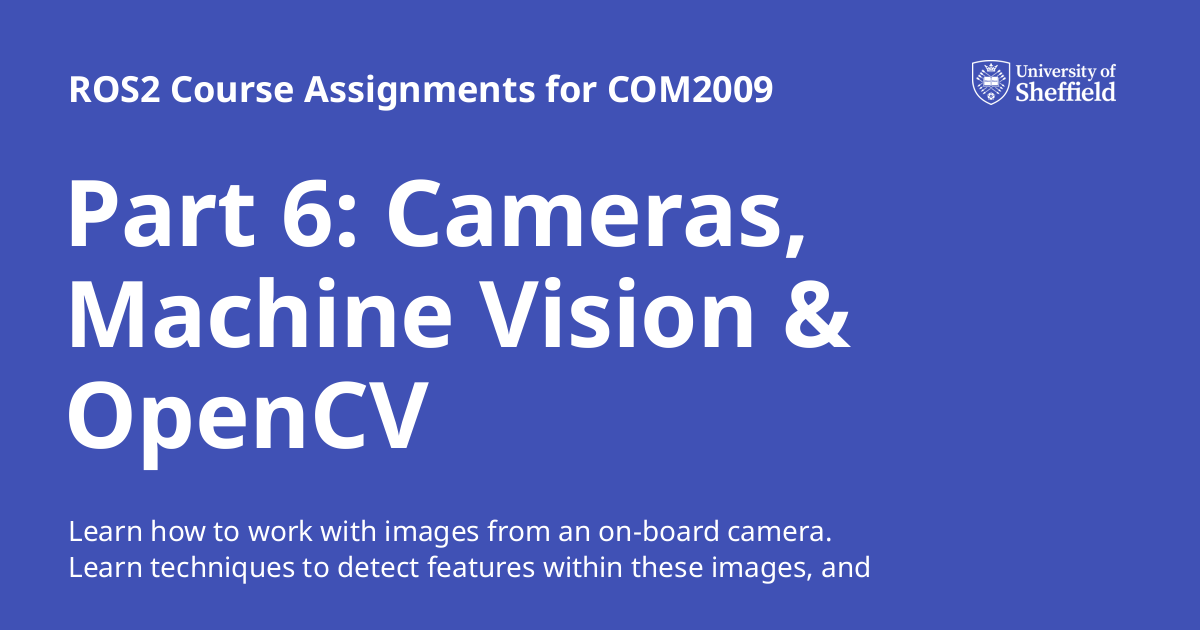 ROS2 Course Assignments for COM2009
University of
Sheffield
Part 6: Cameras,
Machine Vision &
OpenCV
Learn how to work with images from an on-board camera.
Learn techniques to detect features within these images, and